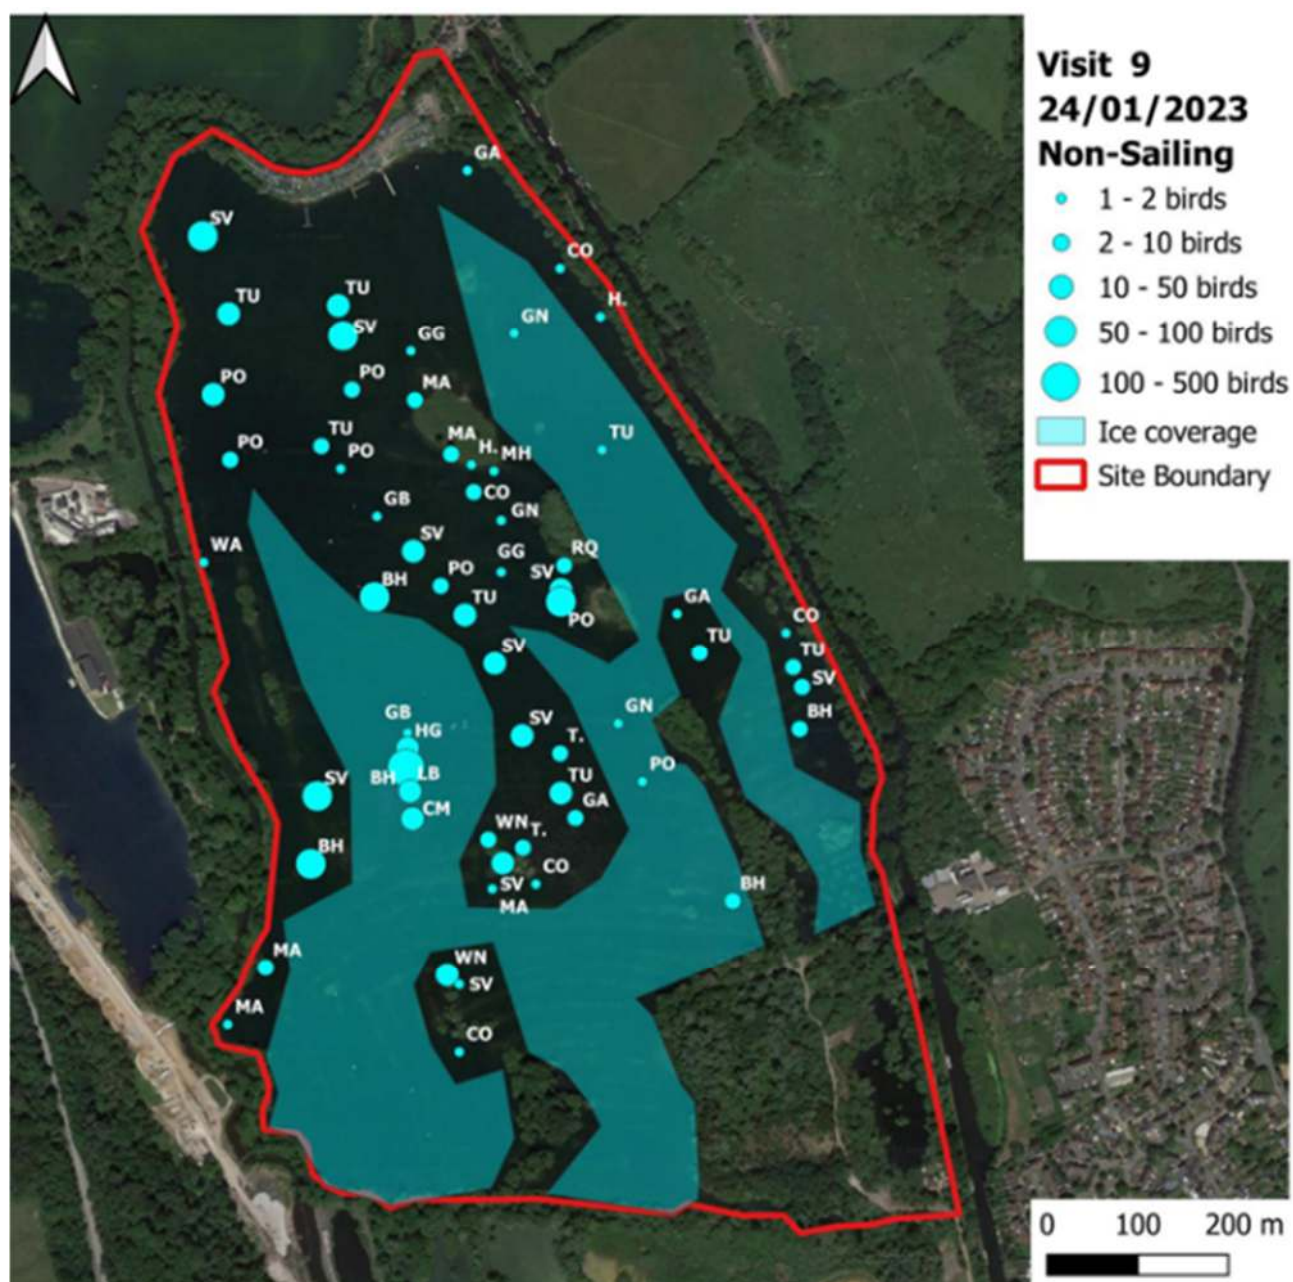 Visit 9
24/01/2023
Non-Sailing
1 - 2 birds
2 - 10 birds
10 - 50 birds
50 - 100 birds
100 - 500 birds
Ice coverage
Site Boundary
GA
SV
CO
TU
TU
H.
GN
SV
GG
PO
PO
MA
TU
TU
MA
H.
MH
PO
PO
CO
GB
GN
WA
SV
RQ
GG
SV
BH
PO
TU
PO
GA
CO
TU
SV
TU
SV
GB
GN
BH
HG
SV
T.
BH
LB
PO
SV
TU
CM
GA
WN
T.
BH
CO
SV
BH
MA
MA
WN
SV
MA
CO
0
100
200 m